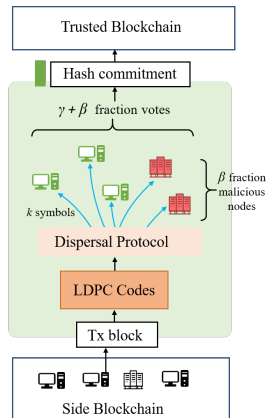 Trusted Blockchain
Hash commitment
γ + β fraction votes
β fraction
malicious
nodes
k symbols
Dispersal Protocol
LDPC Codes
Tx block
Side Blockchain